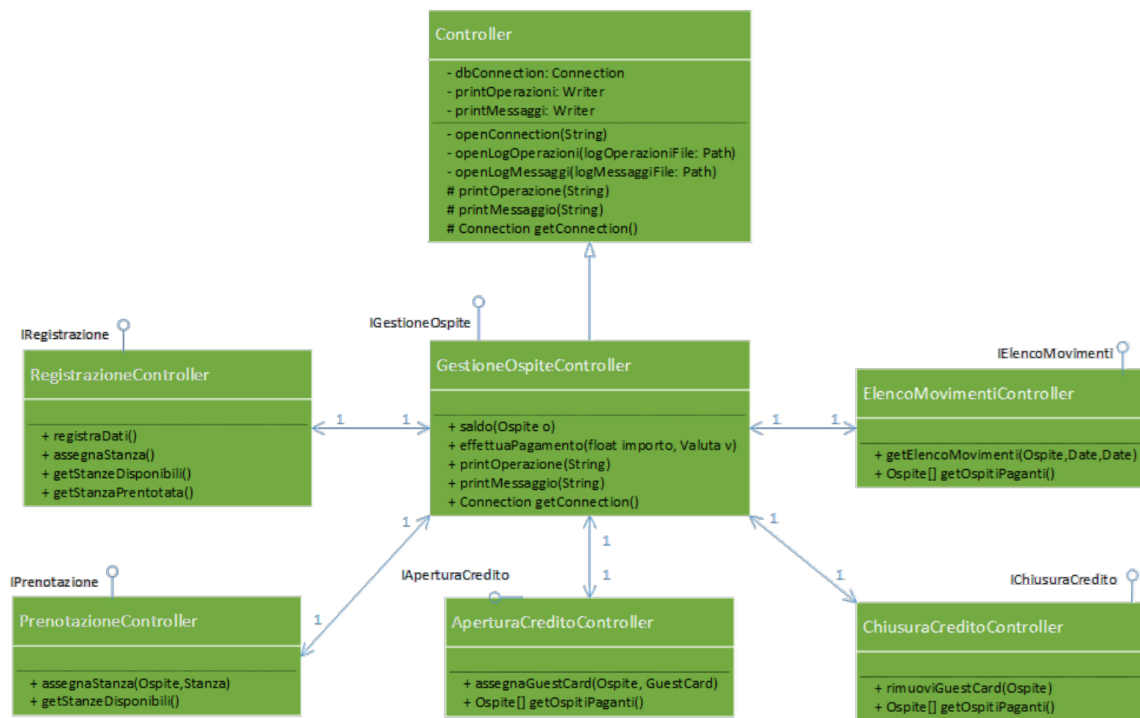 Controller
- dbConnection: Connection
- printOperazioni: Writer
- printMessaggi: Writer
- openConnection(String)
- openLogOperazioni(logOperazioniFile: Path)
- openLogMessaggi(logMessaggiFile: Path)
# printOperazione(String)
# printMessaggio(String)
# Connection getConnection()
IRegistrazione
RegistrazioneController
+ registraDati()
+ assegnaStanza()
+ getStanzeDisponibili()
+ getStanzaPrentotata()
1
1
IGestioneOspite
GestioneOspiteController
+ saldo(Ospite o)
+ effettuaPagamento(float importo, Valuta v)
+ printOperazione(String)
+ printMessaggio(String)
+ Connection getConnection()
1
1
IElencoMovimenti
ElencoMovimentiController
+ getElencoMovimenti(Ospite,Date,Date)
+ Ospite[] getOspitiPaganti()
1
1
IPrenotazione
PrenotazioneController
+ assegnaStanza(Ospite,Stanza)
+ getStanzeDisponibili()
1
1
IAperturaCredito
AperturaCreditoController
+ assegnaGuestCard(Ospite, GuestCard)
+ Ospite[] getOspitiPaganti()
1
1
IChiusuraCredito
ChiusuraCreditoController
+ rimuoviGuestCard(Ospite)
+ Ospite[] getOspitiPaganti()